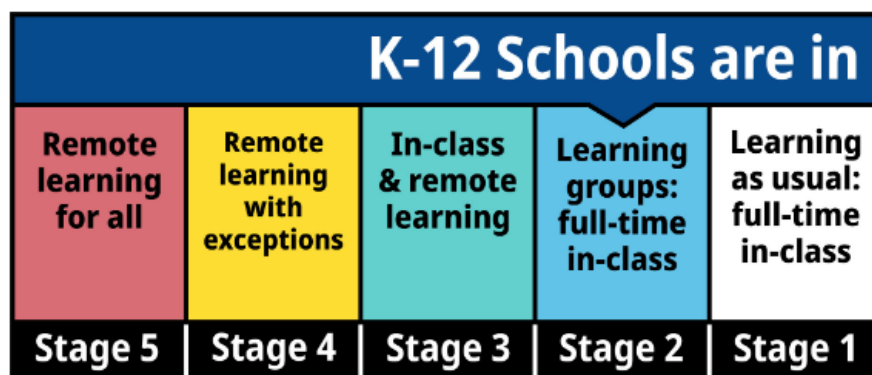 K-12 Schools are in
Remote
learning
for all
Remote
learning
with
exceptions
In-class
& remote
learning
Learning
groups:
full-time
in-class
Learning
as usual:
full-time
in-class
Stage 5
Stage 4
Stage 3
Stage 2
Stage 1